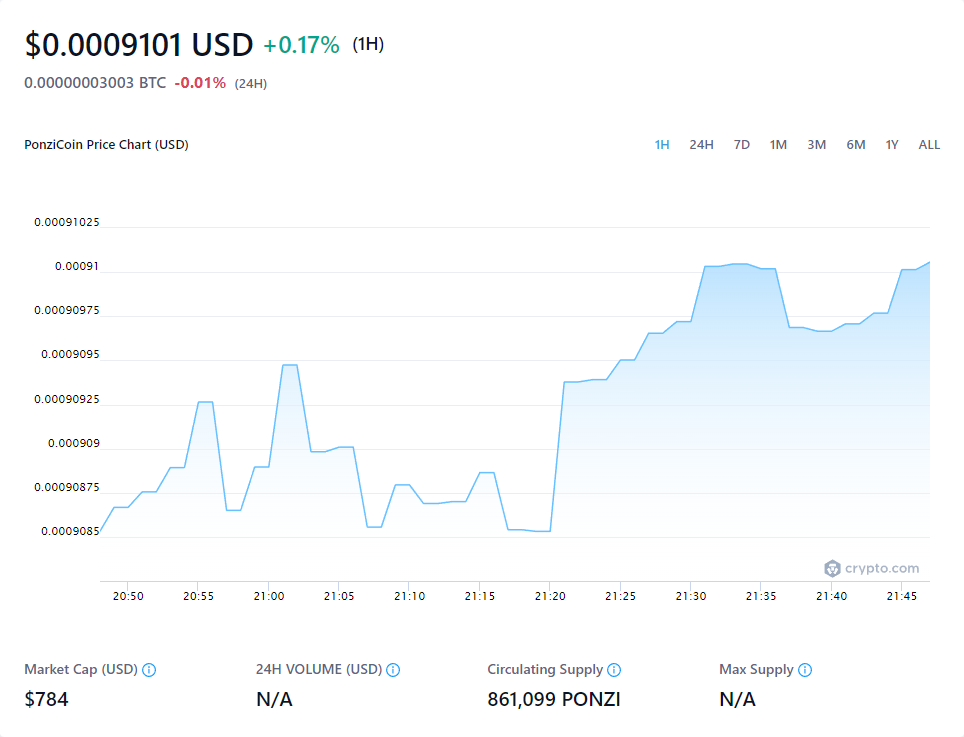 $0.0009101 USD +0.17% (1H)
0.00000003003 BTC -0.01% (24H)
PonziCoin Price Chart (USD) 1H 24H 7D 1M 3M 6M 1Y ALL
0.00091025
0.00091
0.00090975
0.0009095
0.00090925
0.000909
0.00090875
0.0009085
crypto.com
20:50 20:55 21:00 21:05 21:10 21:15 21:20 21:25 21:30 21:35 21:40 21:45
Market Cap (USD) 24H VOLUME (USD) Circulating Supply Max Supply
$784 N/A 861,099 PONZI N/A